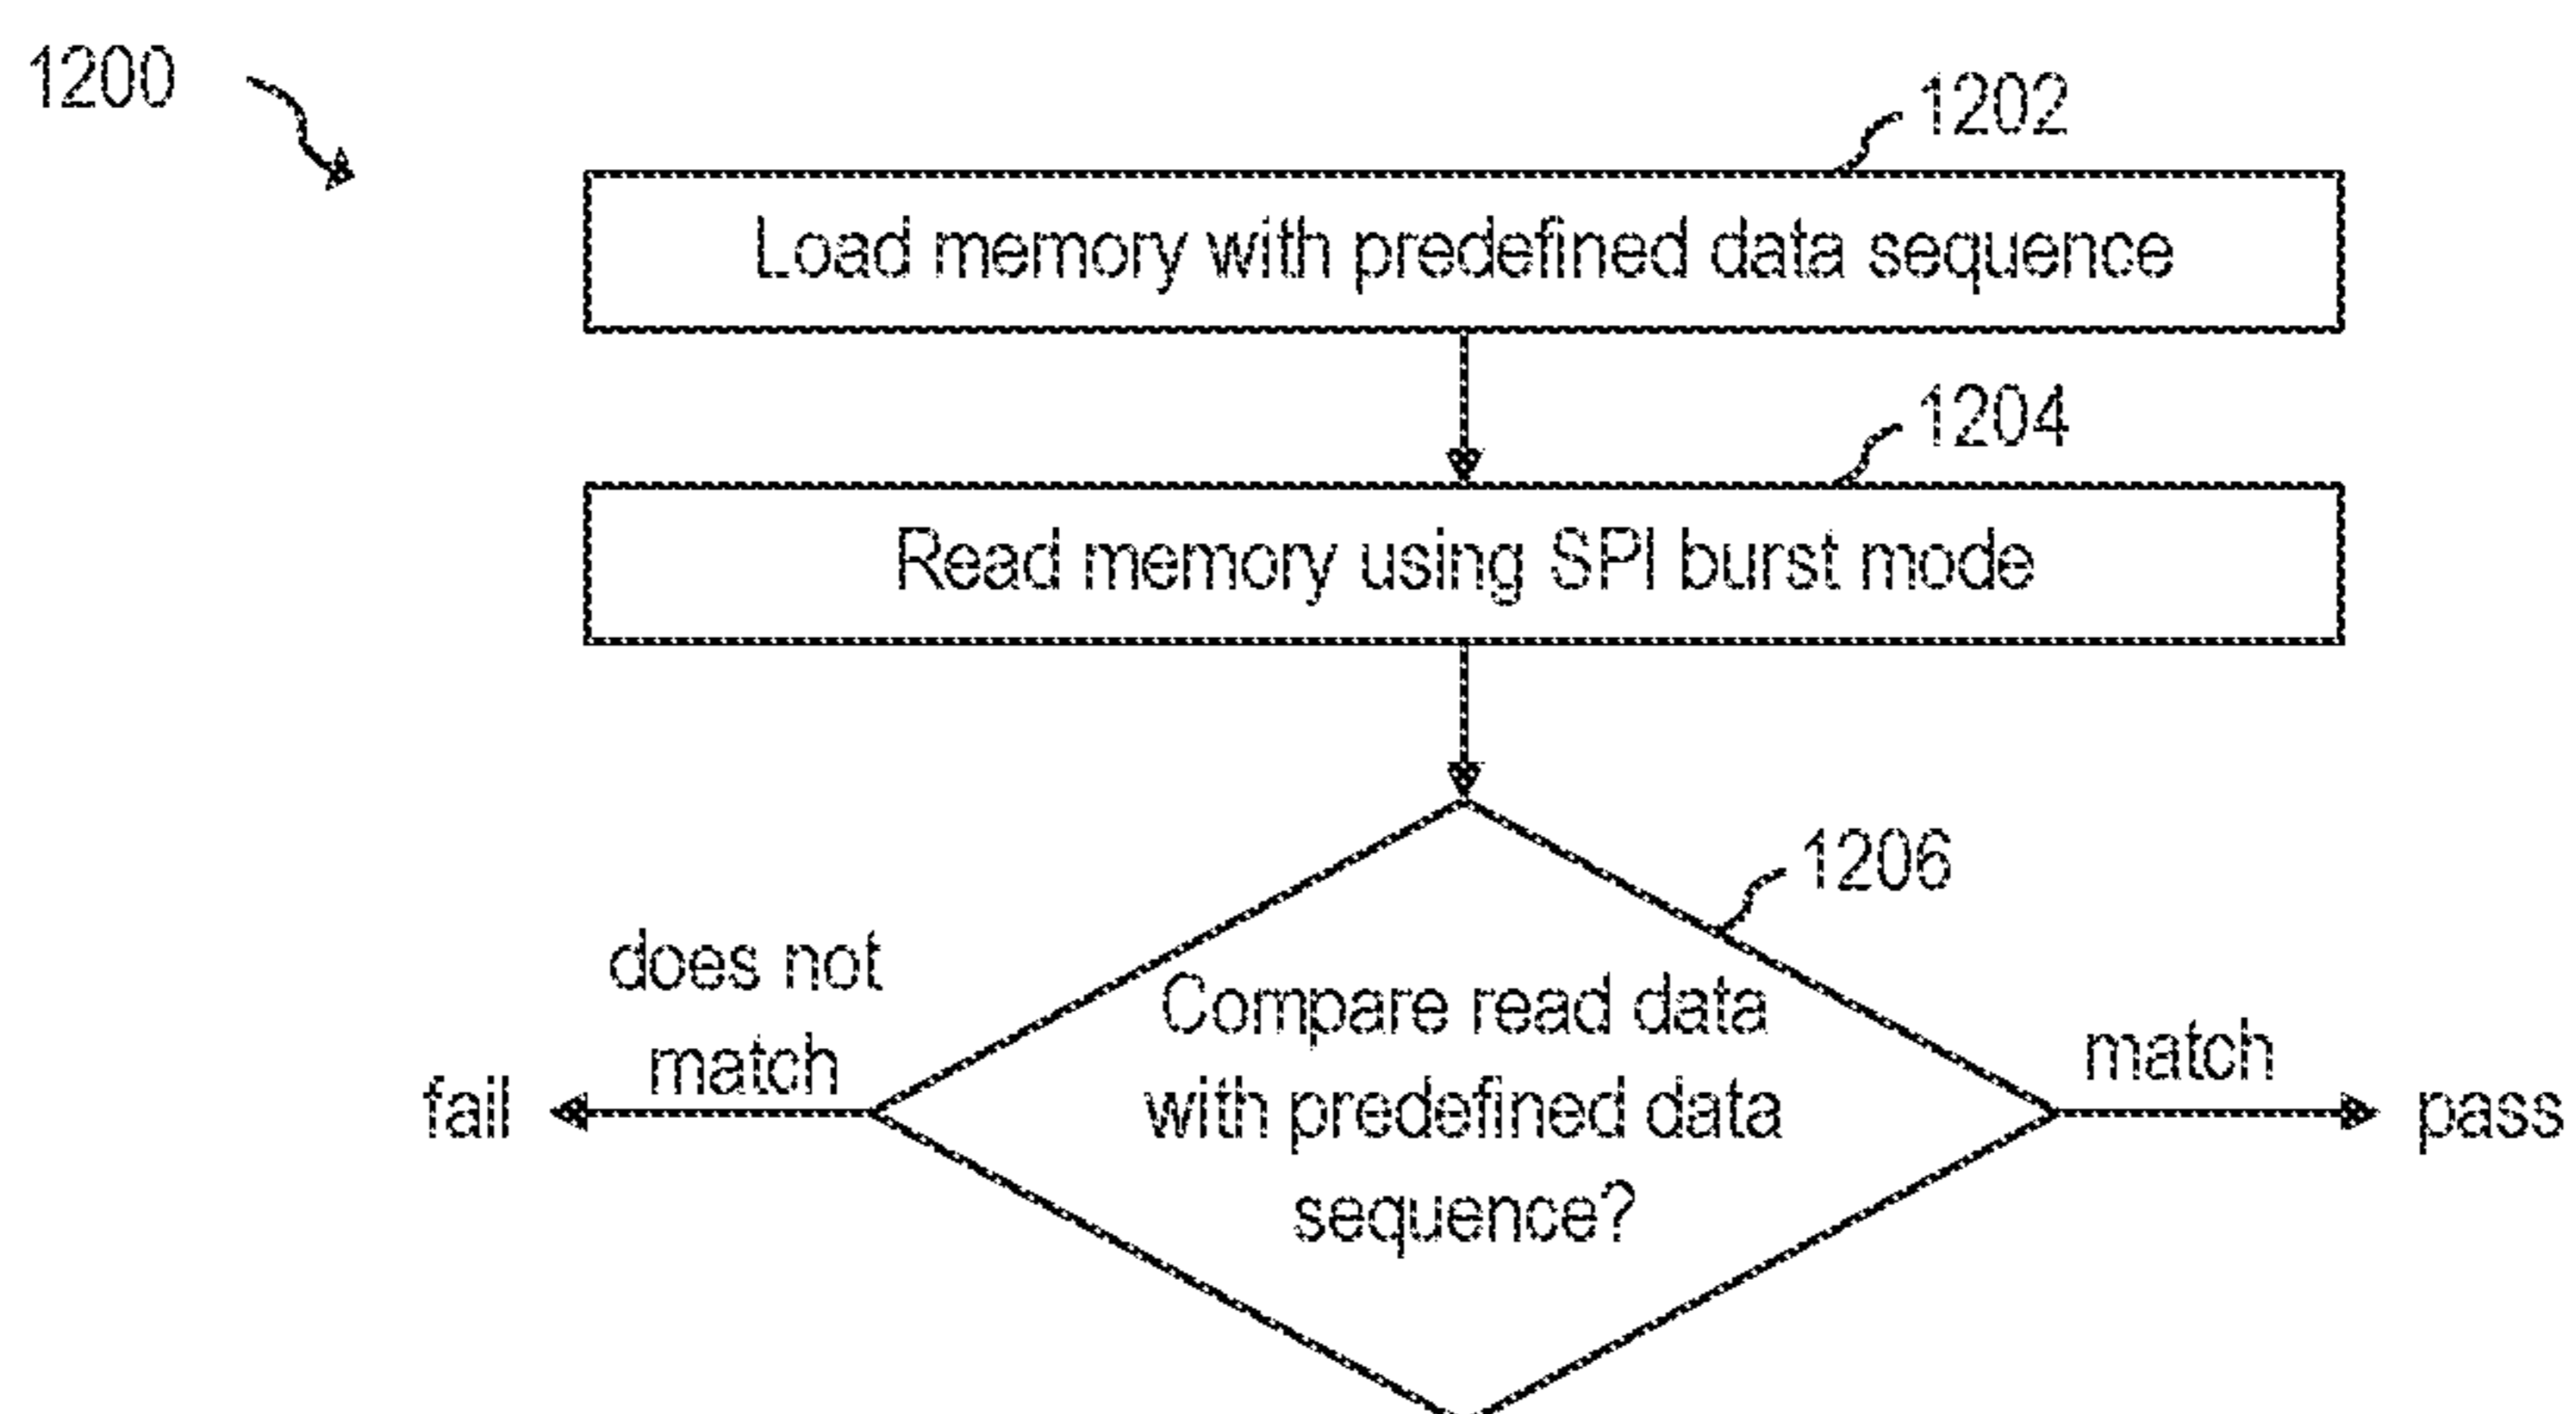 1200
1202
Load memory with predefined data sequence
1204
Read memory using SPI burst mode
1206
does not
match
fail
Compare read data
with predefined data
sequence?
match
pass